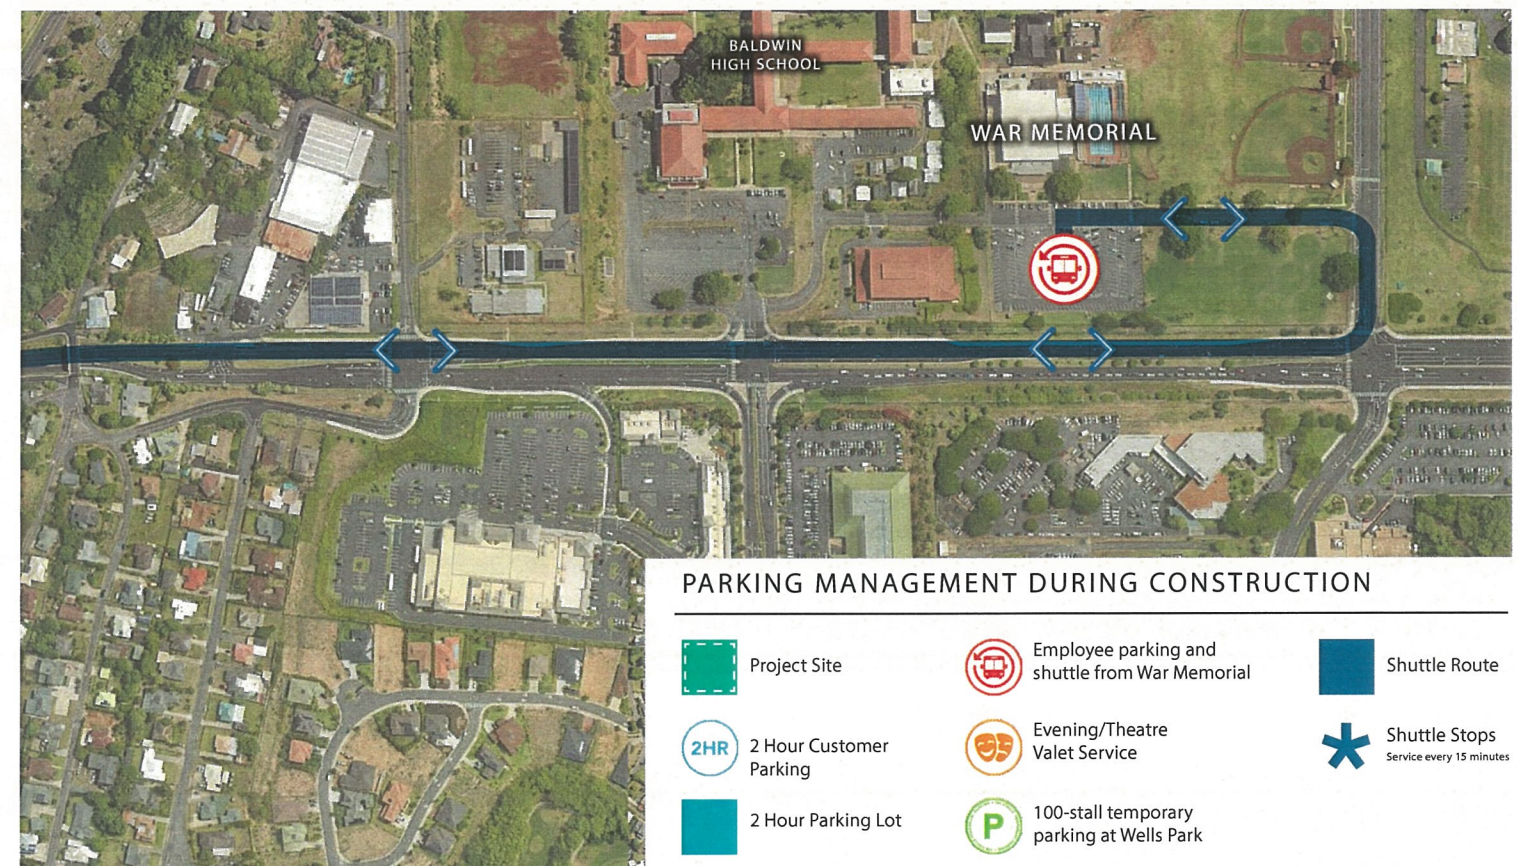 BALDWIN
HIGH SCHOOL
WAR MEMORIAL
PARKING MANAGEMENT DURING CONSTRUCTION
Project Site
2HR
2 Hour Customer
Parking
2 Hour Parking Lot
Employee parking and
shuttle from War Memorial
Evening/Theatre
Valet Service
P
100-stall temporary
parking at Wells Park
Shuttle Route
Shuttle Stops
Service every 15 minutes